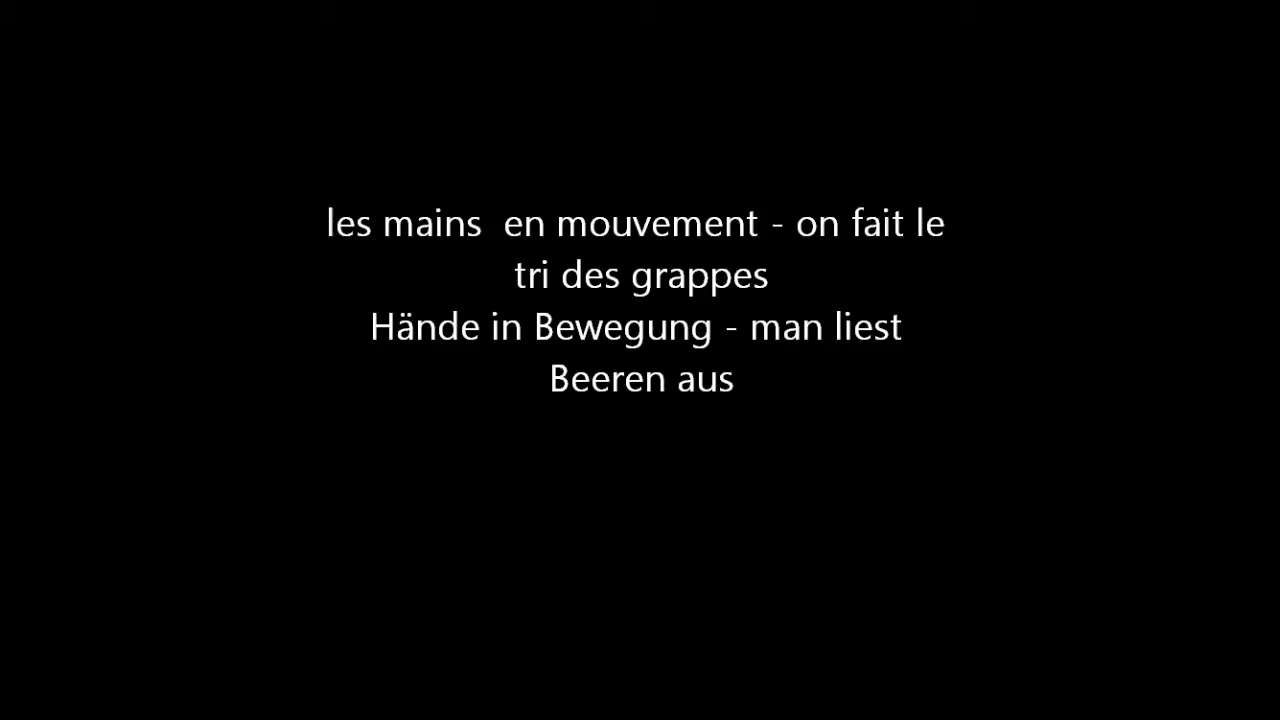 les mains  en mouvement - on fait le
tri des grappes
Hände in Bewegung - man liest
Beeren aus